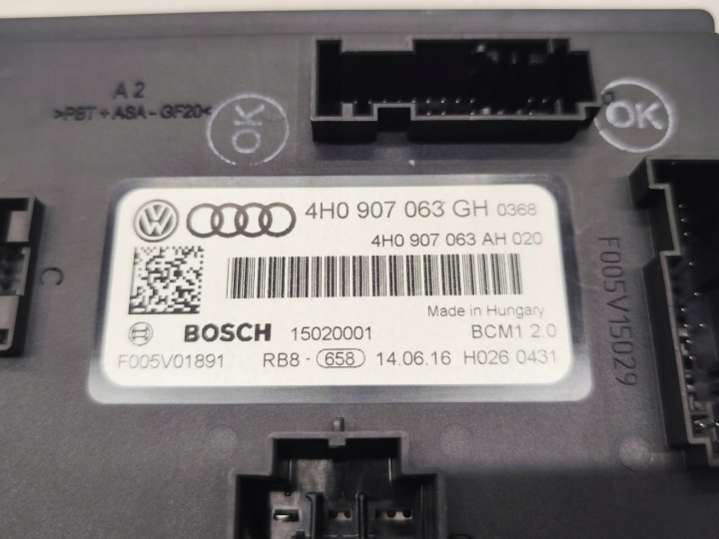 A 2
>PBT+ASA-GF20<
OK
OK
4H0 907 063 GH 0368
4H0 907 063 AH 020
Made in Hungary
BOSCH 15020001 BCM1 2.0
F005V01891 RB8 - 658 14.06.16 H026 0431
C
F005V15029